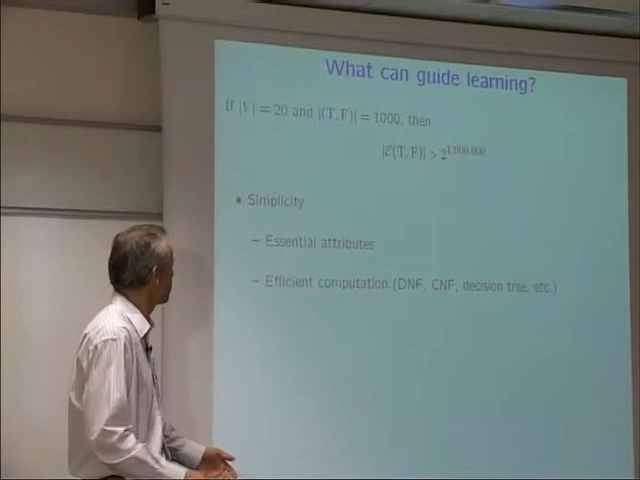 What can guide learning?
If |V| = 20 and |(T, F)| = 1000, then
|ℰ(T, F)| > 2^1,000,000
• Simplicity
– Essential attributes
– Efficient computation (DNF, CNF, decision tree, etc.)